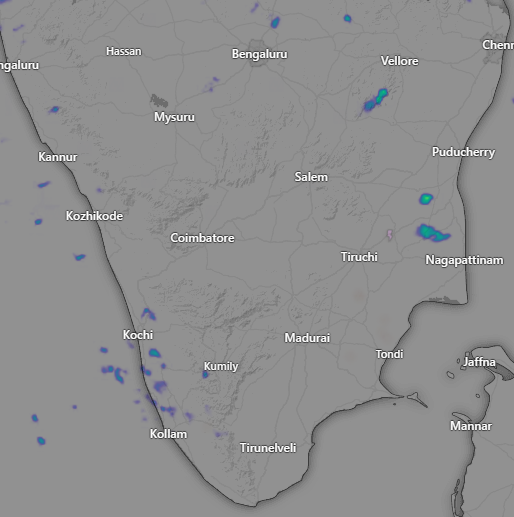 Hassan
Bengaluru
Chenn
ngaluru
Vellore
Mysuru
Kannur
Puducherry
Salem
Kozhikode
Coimbatore
Tiruchi
Nagapattinam
Kochi
Madurai
Tondi
Kumily
Jaffna
Mannar
Kollam
Tirunelveli